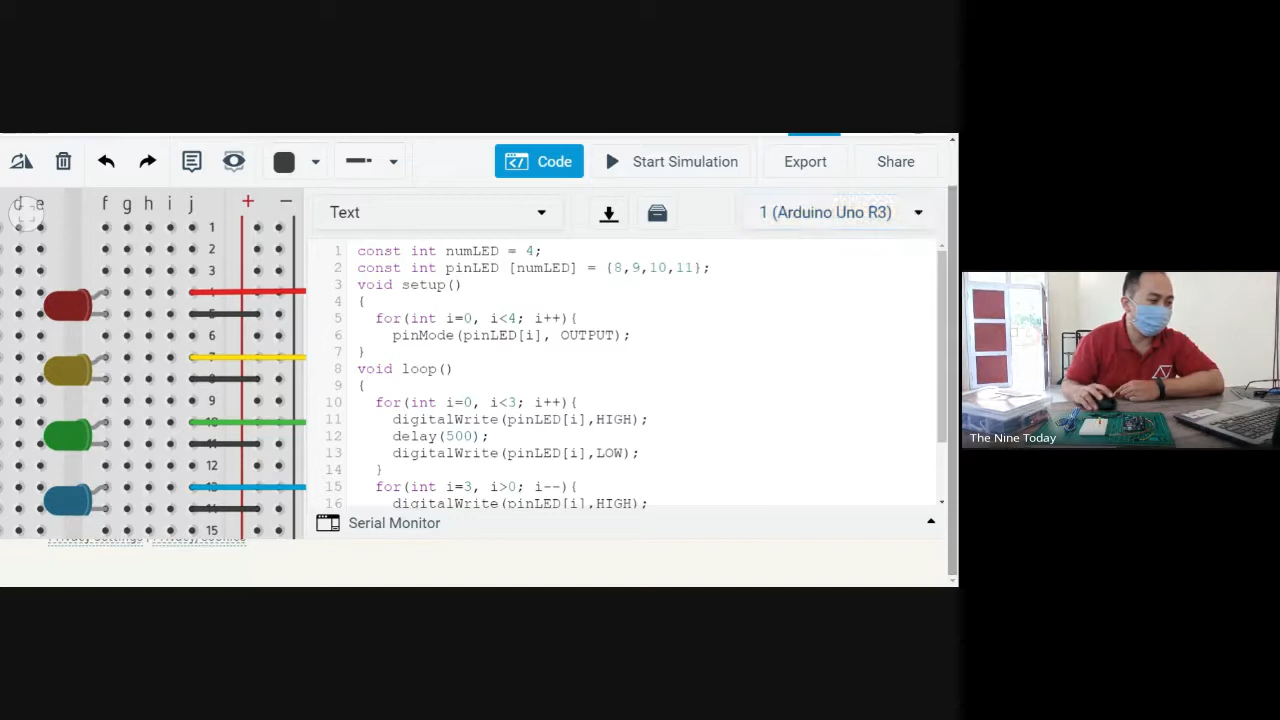 Code
Start Simulation
Export
Share
d e f g h i j + −
Text
1 (Arduino Uno R3)
1
2
3
5
6
9
12
15
1 const int numLED = 4;
2 const int pinLED [numLED] = {8,9,10,11};
3 void setup()
4 {
5 for(int i=0, i<4; i++){
6 pinMode(pinLED[i], OUTPUT);
7 }
8 void loop()
9 {
10 for(int i=0, i<3; i++){
11 digitalWrite(pinLED[i],HIGH);
12 delay(500);
13 digitalWrite(pinLED[i],LOW);
14 }
15 for(int i=3, i>0; i--){
16 digitalWrite(pinLED[i],HIGH);
Serial Monitor
The Nine Today